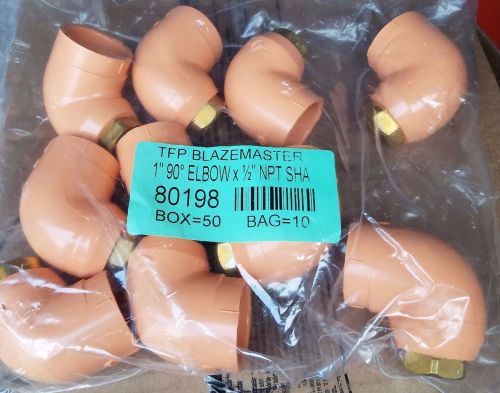 TFP BLAZEMASTER
1" 90° ELBOW x ½" NPT SHA
80198
BOX=50 BAG=10